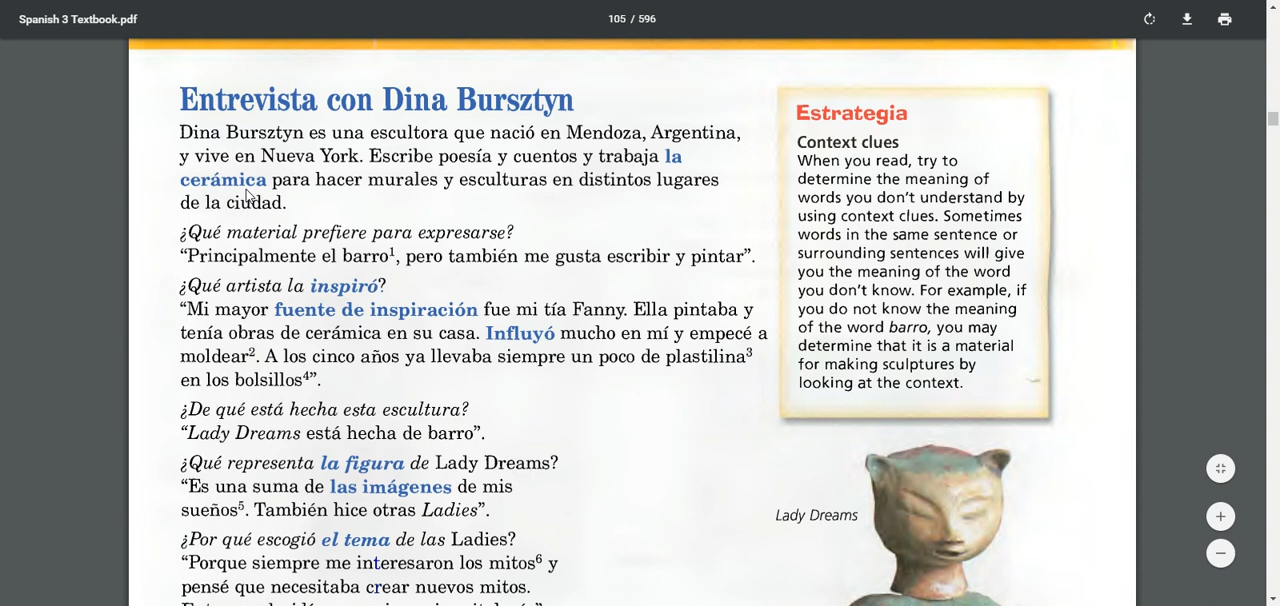 Spanish 3 Textbook.pdf
105 / 596
Entrevista con Dina Bursztyn
Dina Bursztyn es una escultora que nació en Mendoza, Argentina,
y vive en Nueva York. Escribe poesía y cuentos y trabaja la
cerámica para hacer murales y esculturas en distintos lugares
de la ciudad.
¿Qué material prefiere para expresarse?
“Principalmente el barro¹, pero también me gusta escribir y pintar”.
¿Qué artista la inspiró?
“Mi mayor fuente de inspiración fue mi tía Fanny. Ella pintaba y
tenía obras de cerámica en su casa. Influyó mucho en mí y empecé a
moldear². A los cinco años ya llevaba siempre un poco de plastilina³
en los bolsillos⁴”.
¿De qué está hecha esta escultura?
“Lady Dreams está hecha de barro”.
¿Qué representa la figura de Lady Dreams?
“Es una suma de las imágenes de mis
sueños⁵. También hice otras Ladies”.
¿Por qué escogió el tema de las Ladies?
“Porque siempre me interesaron los mitos⁶ y
pensé que necesitaba crear nuevos mitos.
Estrategia
Context clues
When you read, try to
determine the meaning of
words you don’t understand by
using context clues. Sometimes
words in the same sentence or
surrounding sentences will give
you the meaning of the word
you don’t know. For example, if
you do not know the meaning
of the word barro, you may
determine that it is a material
for making sculptures by
looking at the context.
Lady Dreams